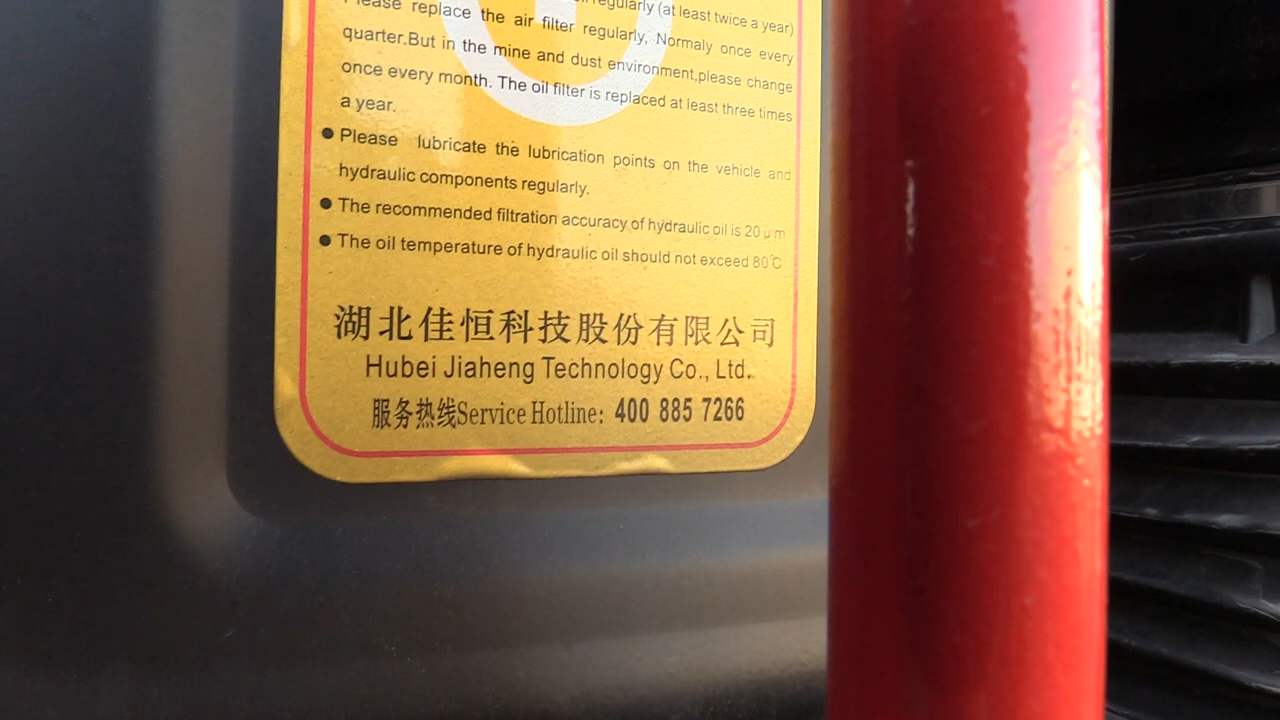 regularly (at least twice a year)
Please replace the air filter regularly, Normaly once every
quarter.But in the mine and dust environment,please change
once every month. The oil filter is replaced at least three times
a year.
● Please lubricate the lubrication points on the vehicle and
hydraulic components regularly.
● The recommended filtration accuracy of hydraulic oil is 20 u m
● The oil temperature of hydraulic oil should not exceed 80℃
湖北佳恒科技股份有限公司
Hubei Jiaheng Technology Co., Ltd.
服务热线Service Hotline: 400 885 7266